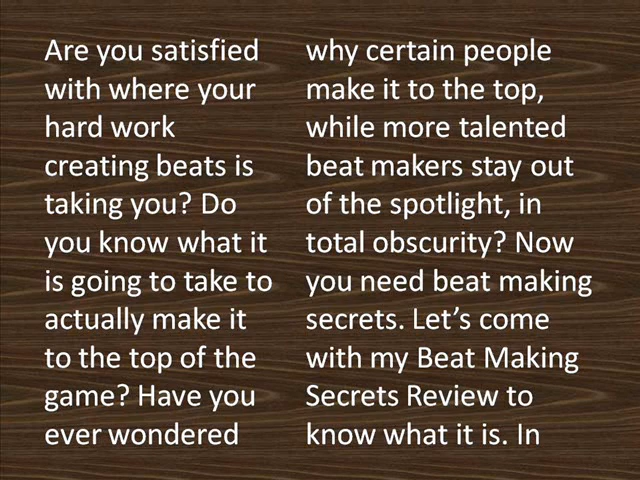 Are you satisfied
with where your
hard work
creating beats is
taking you? Do
you know what it
is going to take to
actually make it
to the top of the
game? Have you
ever wondered
why certain people
make it to the top,
while more talented
beat makers stay out
of the spotlight, in
total obscurity? Now
you need beat making
secrets. Let’s come
with my Beat Making
Secrets Review to
know what it is. In